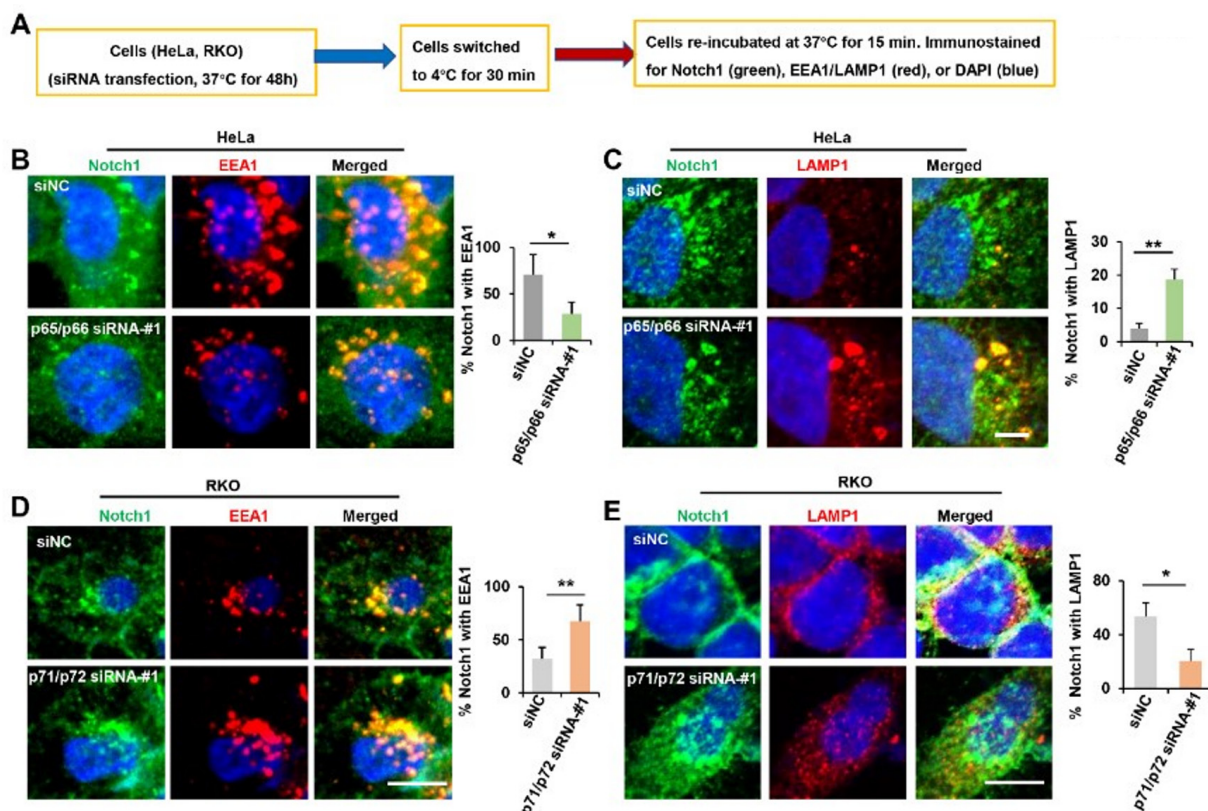 A
Cells (HeLa, RKO)
(siRNA transfection, 37°C for 48h)
Cells switched
to 4°C for 30 min
Cells re-incubated at 37°C for 15 min. Immunostained
for Notch1 (green), EEA1/LAMP1 (red), or DAPI (blue)
B
HeLa
Notch1 EEA1 Merged
siNC
p65/p66 siRNA-#1
% Notch1 with EEA1
100
50
0
*
siNC
p65/p66 siRNA-#1
C
HeLa
Notch1 LAMP1 Merged
siNC
p65/p66 siRNA-#1
% Notch1 with LAMP1
30
20
10
0
**
siNC
p65/p66 siRNA-#1
D
RKO
Notch1 EEA1 Merged
siNC
p71/p72 siRNA-#1
% Notch1 with EEA1
100
50
0
**
siNC
p71/p72 siRNA-#1
E
RKO
Notch1 LAMP1 Merged
siNC
p71/p72 siRNA-#1
% Notch1 with LAMP1
80
40
0
*
siNC
p71/p72 siRNA-#1